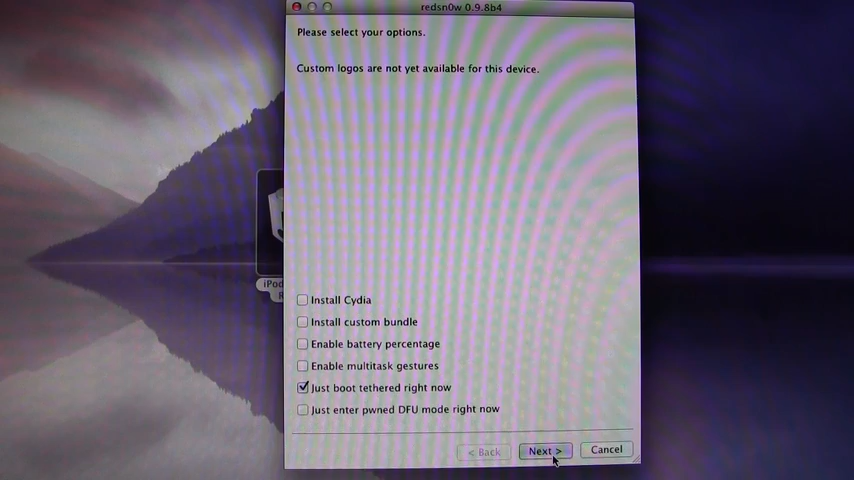 redsn0w 0.9.8b4
Please select your options.
Custom logos are not yet available for this device.
iPod
Install Cydia
Install custom bundle
Enable battery percentage
Enable multitask gestures
Just boot tethered right now
Just enter pwned DFU mode right now
< Back
Next >
Cancel